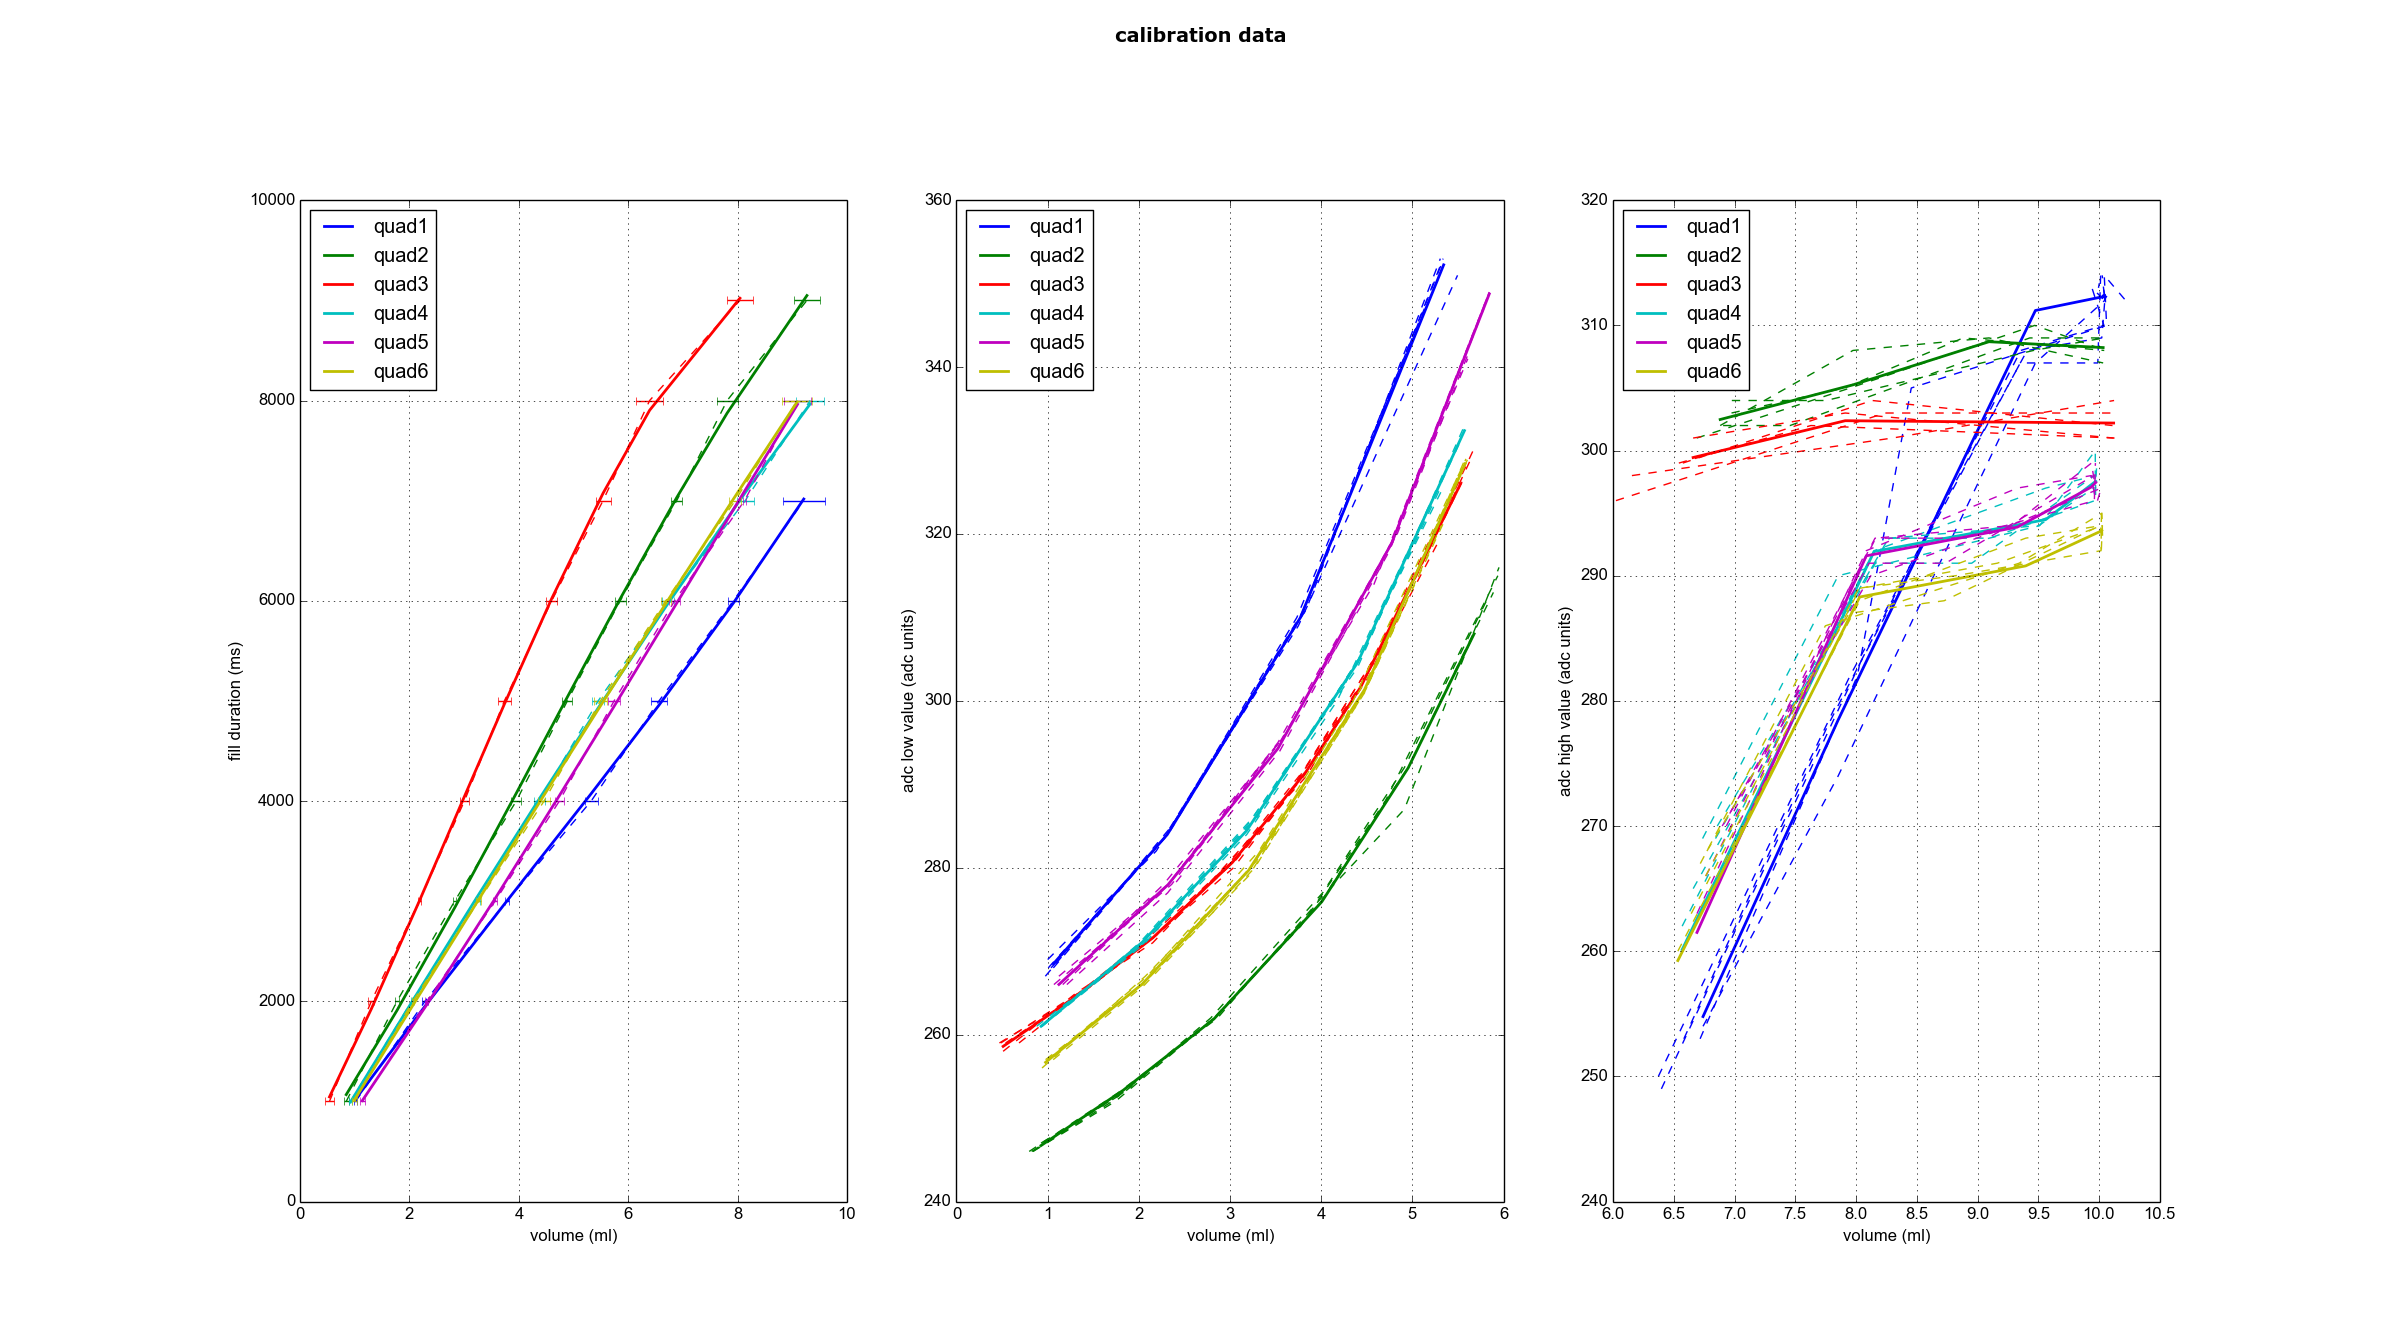 calibration data
10000
8000
6000
4000
2000
0
fill duration (ms)
quad1
quad2
quad3
quad4
quad5
quad6
0 2 4 6 8 10
volume (ml)
360
340
320
300
280
260
240
adc low value (adc units)
quad1
quad2
quad3
quad4
quad5
quad6
0 1 2 3 4 5 6
volume (ml)
320
310
300
290
280
270
260
250
240
adc high value (adc units)
quad1
quad2
quad3
quad4
quad5
quad6
6.0 6.5 7.0 7.5 8.0 8.5 9.0 9.5 10.0 10.5
volume (ml)